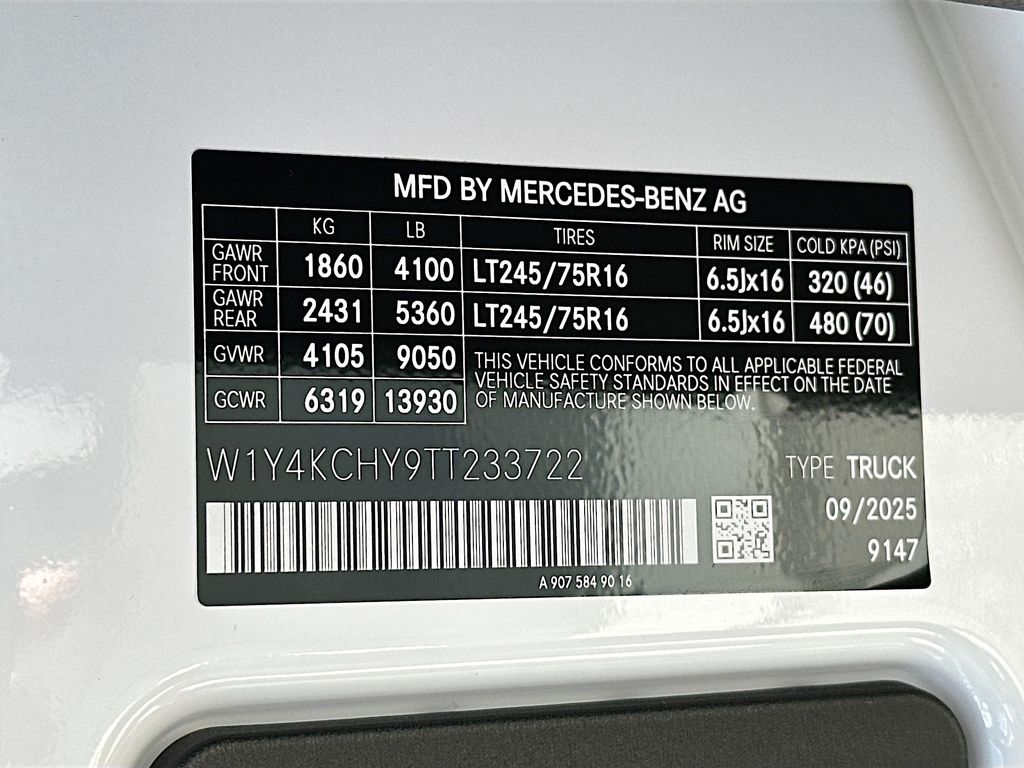 MFD BY MERCEDES-BENZ AG
KG LB TIRES RIM SIZE COLD KPA (PSI)
GAWR FRONT 1860 4100 LT245/75R16 6.5Jx16 320 (46)
GAWR REAR 2431 5360 LT245/75R16 6.5Jx16 480 (70)
GVWR 4105 9050
GCWR 6319 13930
THIS VEHICLE CONFORMS TO ALL APPLICABLE FEDERAL
VEHICLE SAFETY STANDARDS IN EFFECT ON THE DATE
OF MANUFACTURE SHOWN BELOW.
W1Y4KCHY9TT233722
TYPE TRUCK
09/2025
9147
A 907 584 90 16